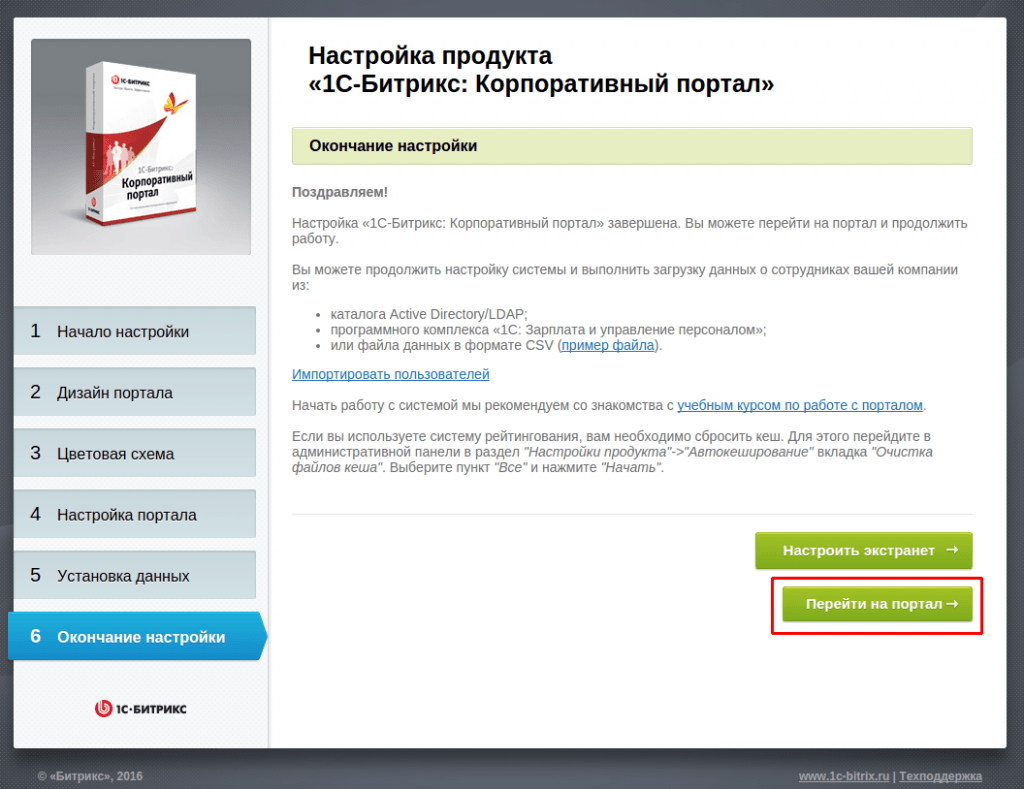 1С-БИТРИКС
1С-Битрикс:
Корпоративный
портал
1С-БИТРИКС
Настройка продукта
«1С-Битрикс: Корпоративный портал»
1 Начало настройки
2 Дизайн портала
3 Цветовая схема
4 Настройка портала
5 Установка данных
6 Окончание настройки
1С-БИТРИКС
Окончание настройки
Поздравляем!
Настройка «1С-Битрикс: Корпоративный портал» завершена. Вы можете перейти на портал и продолжить
работу.
Вы можете продолжить настройку системы и выполнить загрузку данных о сотрудниках вашей компании
из:
• каталога Active Directory/LDAP;
• программного комплекса «1С: Зарплата и управление персоналом»;
• или файла данных в формате CSV (пример файла).
Импортировать пользователей
Начать работу с системой мы рекомендуем со знакомства с учебным курсом по работе с порталом.
Если вы используете систему рейтингования, вам необходимо сбросить кеш. Для этого перейдите в
административной панели в раздел "Настройки продукта"->"Автокеширование" вкладка "Очистка
файлов кеша". Выберите пункт "Все" и нажмите "Начать".
Настроить экстранет →
Перейти на портал →
© «Битрикс», 2016
www.1c-bitrix.ru | Техподдержка